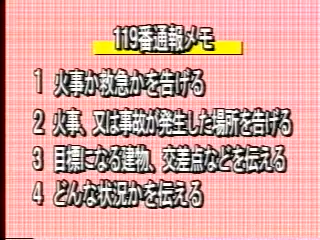 119番通報メモ
1 火事か救急かを告げる
2 火事、又は事故が発生した場所を告げる
3 目標になる建物、交差点などを伝える
4 どんな状況かを伝える